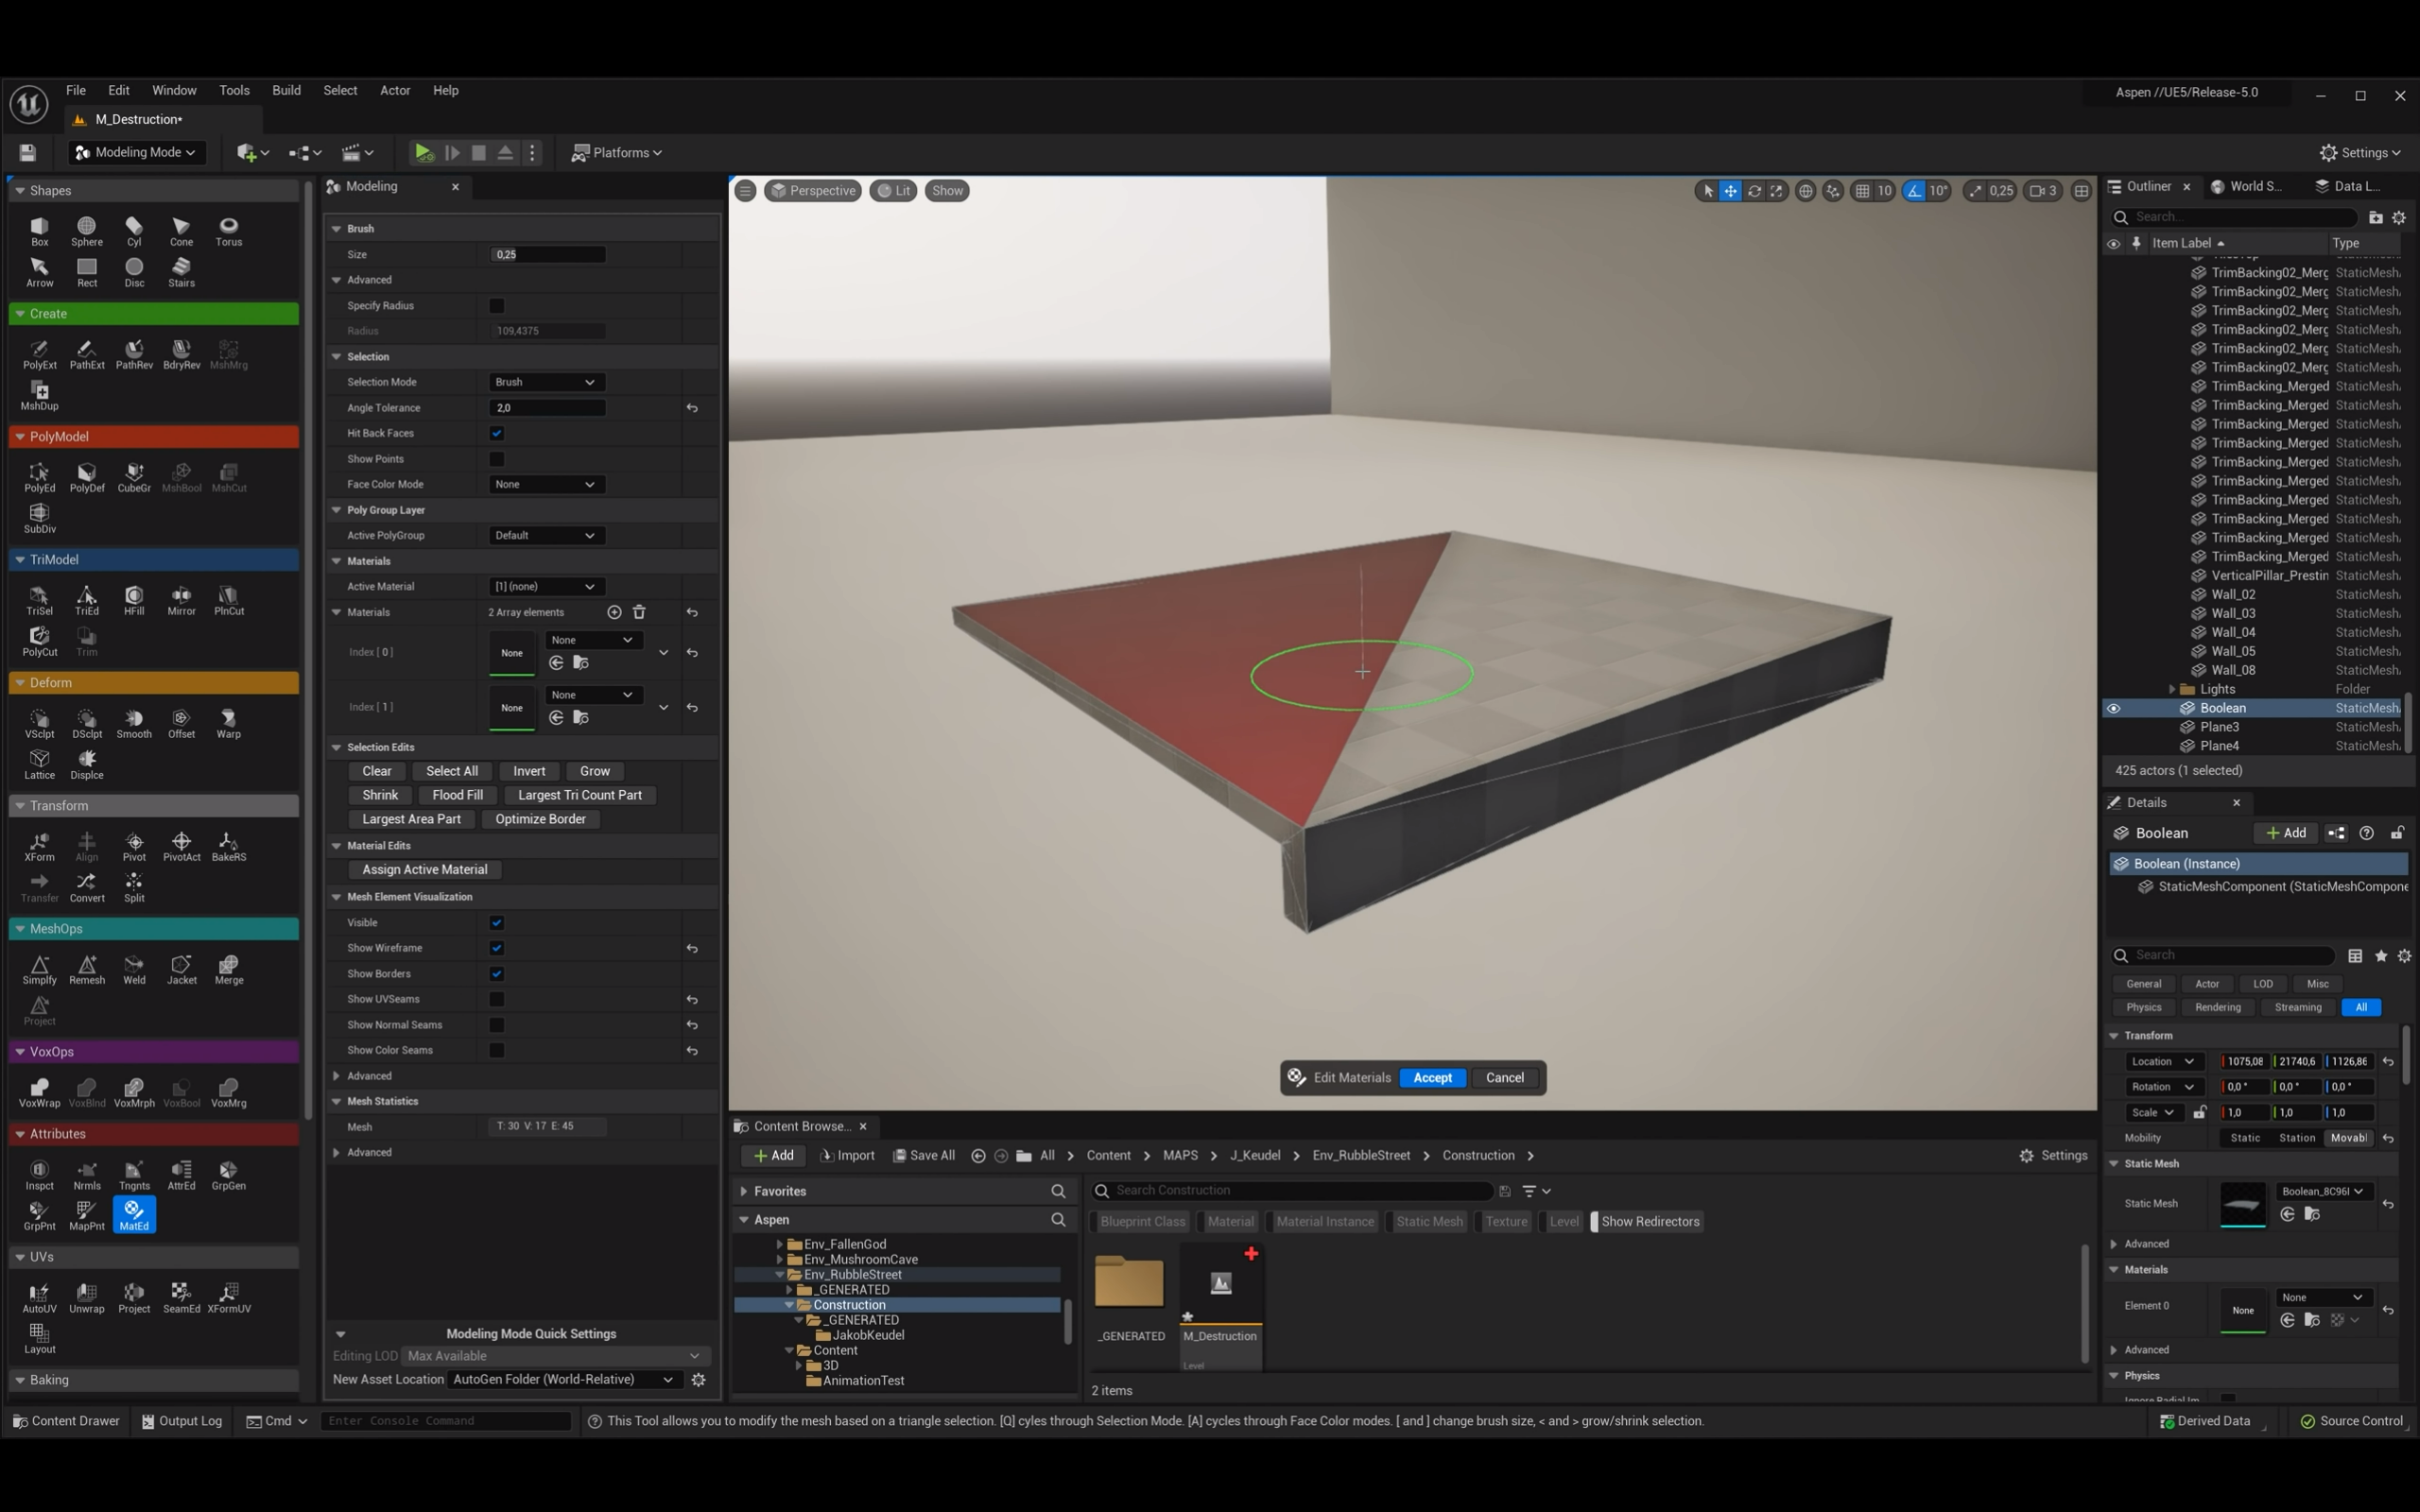 File Edit Window Tools Build Select Actor Help
Aspen //UE5/Release-5.0
M_Destruction*
Modeling Mode
Platforms
Settings
Shapes
Box Sphere Cyl Cone Torus
Arrow Rect Disc Stairs
Create
PolyExt PathExt PathRev BdryRev MshMrg
MshDup
PolyModel
PolyEd PolyDef CubeGr MshBool MshCut
SubDiv
TriModel
TriSel TriEd HFill Mirror PlnCut
PolyCut Trim
Deform
VSclpt DSclpt Smooth Offset Warp
Lattice Displce
Transform
XForm Align Pivot PivotAct BakeRS
Transfer Convert Split
MeshOps
Simplfy Remesh Weld Jacket Merge
Project
VoxOps
VoxWrap VoxBlnd VoxMrph VoxBool VoxMrg
Attributes
Inspct Nrmls Tngnts AttrEd GrpGen
GrpPnt MapPnt MatEd
UVs
AutoUV Unwrap Project SeamEd XFormUV
Layout
Baking
Modeling
Brush
Size 0,25
Advanced
Specify Radius
Radius 109,4375
Selection
Selection Mode Brush
Angle Tolerance 2,0
Hit Back Faces
Show Points
Face Color Mode None
Poly Group Layer
Active PolyGroup Default
Materials
Active Material [1] (none)
Materials 2 Array elements
Index [ 0 ] None None
Index [ 1 ] None None
Selection Edits
Clear Select All Invert Grow
Shrink Flood Fill Largest Tri Count Part
Largest Area Part Optimize Border
Material Edits
Assign Active Material
Mesh Element Visualization
Visible
Show Wireframe
Show Borders
Show UVSeams
Show Normal Seams
Show Color Seams
Advanced
Mesh Statistics
Mesh T: 30 V: 17 E: 45
Advanced
Modeling Mode Quick Settings
Editing LOD Max Available
New Asset Location AutoGen Folder (World-Relative)
Perspective Lit Show
10 10° 0,25 3
Edit Materials Accept Cancel
Content Browse...
Add Import Save All All Content MAPS J_Keudel Env_RubbleStreet Construction Settings
Favorites
Aspen
Env_FallenGod
Env_MushroomCave
Env_RubbleStreet
_GENERATED
Construction
_GENERATED
JakobKeudel
Content
3D
AnimationTest
Search Construction
Blueprint Class Material Material Instance Static Mesh Texture Level Show Redirectors
_GENERATED
M_Destruction
Level
2 items
Outliner World S... Data L...
Search...
Item Label Type
TrimBacking02_Merg StaticMesh
TrimBacking02_Merg StaticMesh
TrimBacking02_Merg StaticMesh
TrimBacking02_Merg StaticMesh
TrimBacking02_Merg StaticMesh
TrimBacking02_Merg StaticMesh
TrimBacking_Merged StaticMesh
TrimBacking_Merged StaticMesh
TrimBacking_Merged StaticMesh
TrimBacking_Merged StaticMesh
TrimBacking_Merged StaticMesh
TrimBacking_Merged StaticMesh
TrimBacking_Merged StaticMesh
TrimBacking_Merged StaticMesh
TrimBacking_Merged StaticMesh
TrimBacking_Merged StaticMesh
VerticalPillar_Prestin StaticMesh
Wall_02 StaticMesh
Wall_03 StaticMesh
Wall_04 StaticMesh
Wall_05 StaticMesh
Wall_08 StaticMesh
Lights Folder
Boolean StaticMesh
Plane3 StaticMesh
Plane4 StaticMesh
425 actors (1 selected)
Details
Boolean Add
Boolean (Instance)
StaticMeshComponent (StaticMeshCompone
Search
General Actor LOD Misc
Physics Rendering Streaming All
Transform
Location 1075,08 21740,6 1126,86
Rotation 0,0 ° 0,0 ° 0,0 °
Scale 1,0 1,0 1,0
Mobility Static Station Movabl
Static Mesh
Static Mesh Boolean_8C96I
Advanced
Materials
Element 0 None None
Advanced
Physics
Content Drawer Output Log Cmd Enter Console Command
This Tool allows you to modify the mesh based on a triangle selection. [Q] cyles through Selection Mode. [A] cycles through Face Color modes. [ and ] change brush size, < and > grow/shrink selection.
Derived Data Source Control